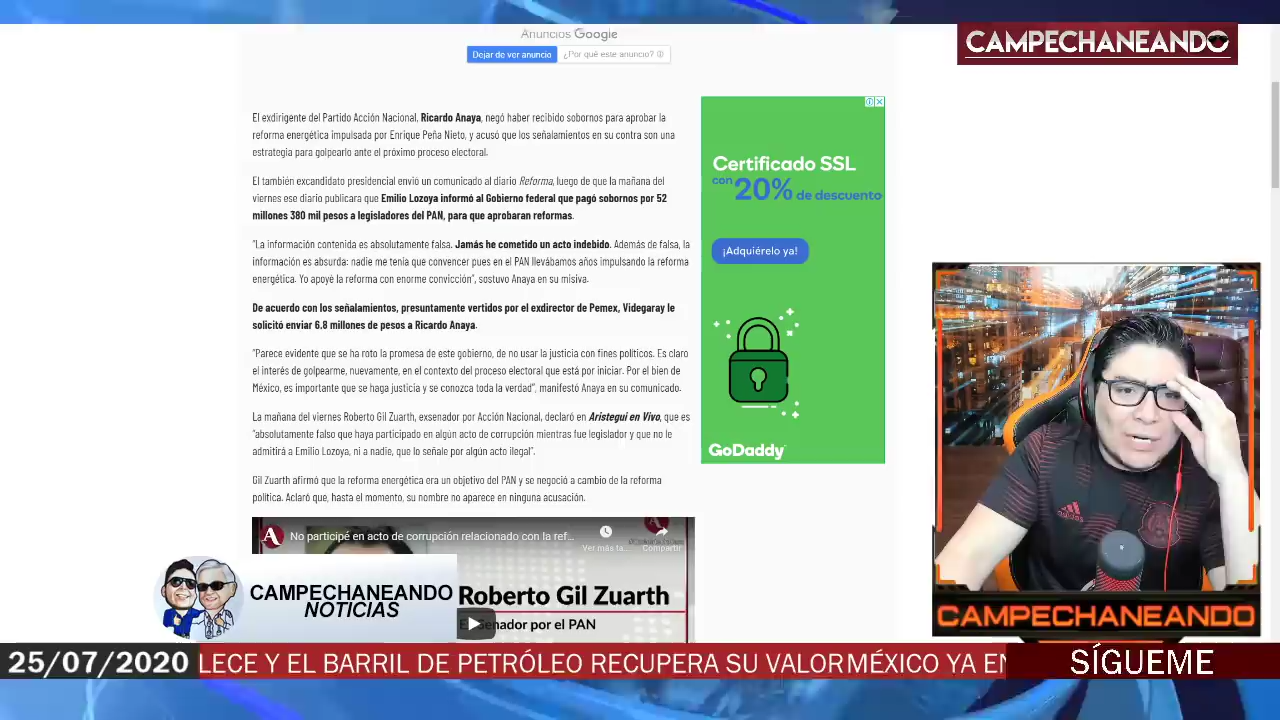 Anuncios Google
Dejar de ver anuncio
¿Por qué este anuncio?
CAMPECHANEANDO
El exdirigente del Partido Acción Nacional, Ricardo Anaya, negó haber recibido sobornos para aprobar la
reforma energética impulsada por Enrique Peña Nieto, y acusó que los señalamientos en su contra son una
estrategia para golpearlo ante el próximo proceso electoral.
El también excandidato presidencial envió un comunicado al diario Reforma, luego de que la mañana del
viernes ese diario publicara que Emilio Lozoya informó al Gobierno federal que pagó sobornos por 52
millones 380 mil pesos a legisladores del PAN, para que aprobaran reformas.
"La información contenida es absolutamente falsa. Jamás he cometido un acto indebido. Además de falsa, la
información es absurda: nadie me tenía que convencer pues en el PAN llevábamos años impulsando la reforma
energética. Yo apoyé la reforma con enorme convicción", sostuvo Anaya en su misiva.
De acuerdo con los señalamientos, presuntamente vertidos por el exdirector de Pemex, Videgaray le
solicitó enviar 6.8 millones de pesos a Ricardo Anaya.
"Parece evidente que se ha roto la promesa de este gobierno, de no usar la justicia con fines políticos. Es claro
el interés de golpearme, nuevamente, en el contexto del proceso electoral que está por iniciar. Por el bien de
México, es importante que se haga justicia y se conozca toda la verdad", manifestó Anaya en su comunicado.
La mañana del viernes Roberto Gil Zuarth, exsenador por Acción Nacional, declaró en Aristegui en Vivo, que es
"absolutamente falso que haya participado en algún acto de corrupción mientras fue legislador y que no le
admitirá a Emilio Lozoya, ni a nadie, que lo señale por algún acto ilegal".
Gil Zuarth afirmó que la reforma energética era un objetivo del PAN y se negoció a cambio de la reforma
política. Aclaró que, hasta el momento, su nombre no aparece en ninguna acusación.
Certificado SSL
con 20% de descuento
¡Adquiérelo ya!
GoDaddy
A No participé en acto de corrupción relacionado con la ref...
Ver más ta...
Compartir
Roberto Gil Zuarth
Senador por el PAN
CAMPECHANEANDO
NOTICIAS
adidas
CAMPECHANEANDO
25/07/2020
LECE Y EL BARRIL DE PETRÓLEO RECUPERA SU VALOR MÉXICO YA EN
SÍGUEME